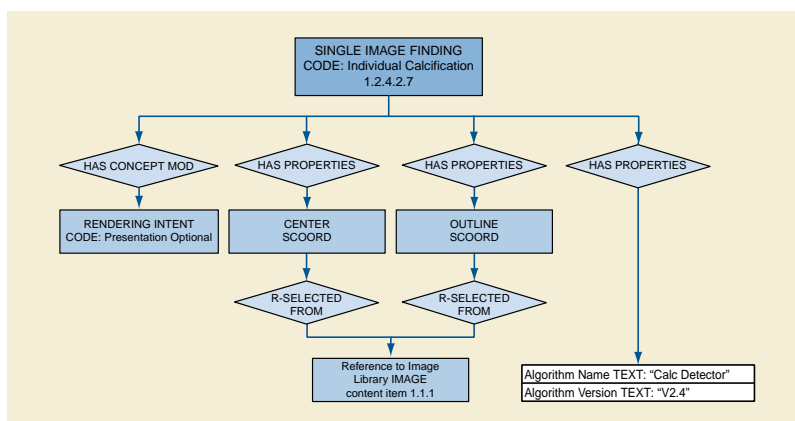 SINGLE IMAGE FINDING
CODE: Individual Calcification
1.2.4.2.7
HAS CONCEPT MOD
HAS PROPERTIES
HAS PROPERTIES
HAS PROPERTIES
RENDERING INTENT
CODE: Presentation Optional
CENTER
SCOORD
OUTLINE
SCOORD
R-SELECTED
FROM
R-SELECTED
FROM
Reference to Image
Library IMAGE
content item 1.1.1
Algorithm Name TEXT: “Calc Detector”
Algorithm Version TEXT: “V2.4”